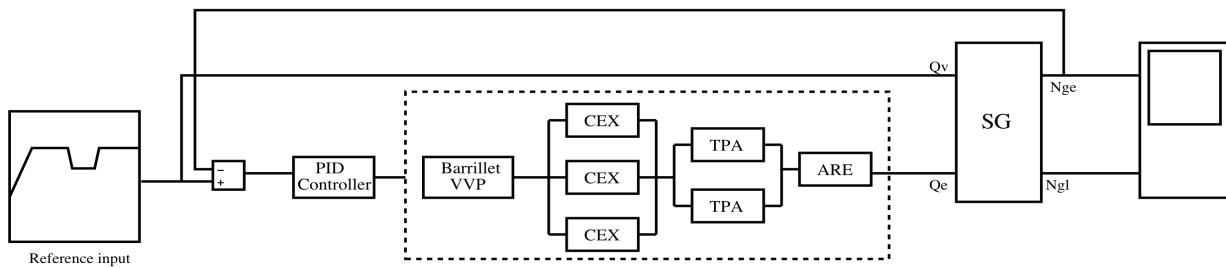 Qv
Nge
SG
CEX
TPA
PID
Controller
Barrillet
VVP
CEX
ARE
−
+
Qe
Ngl
TPA
CEX
Reference input